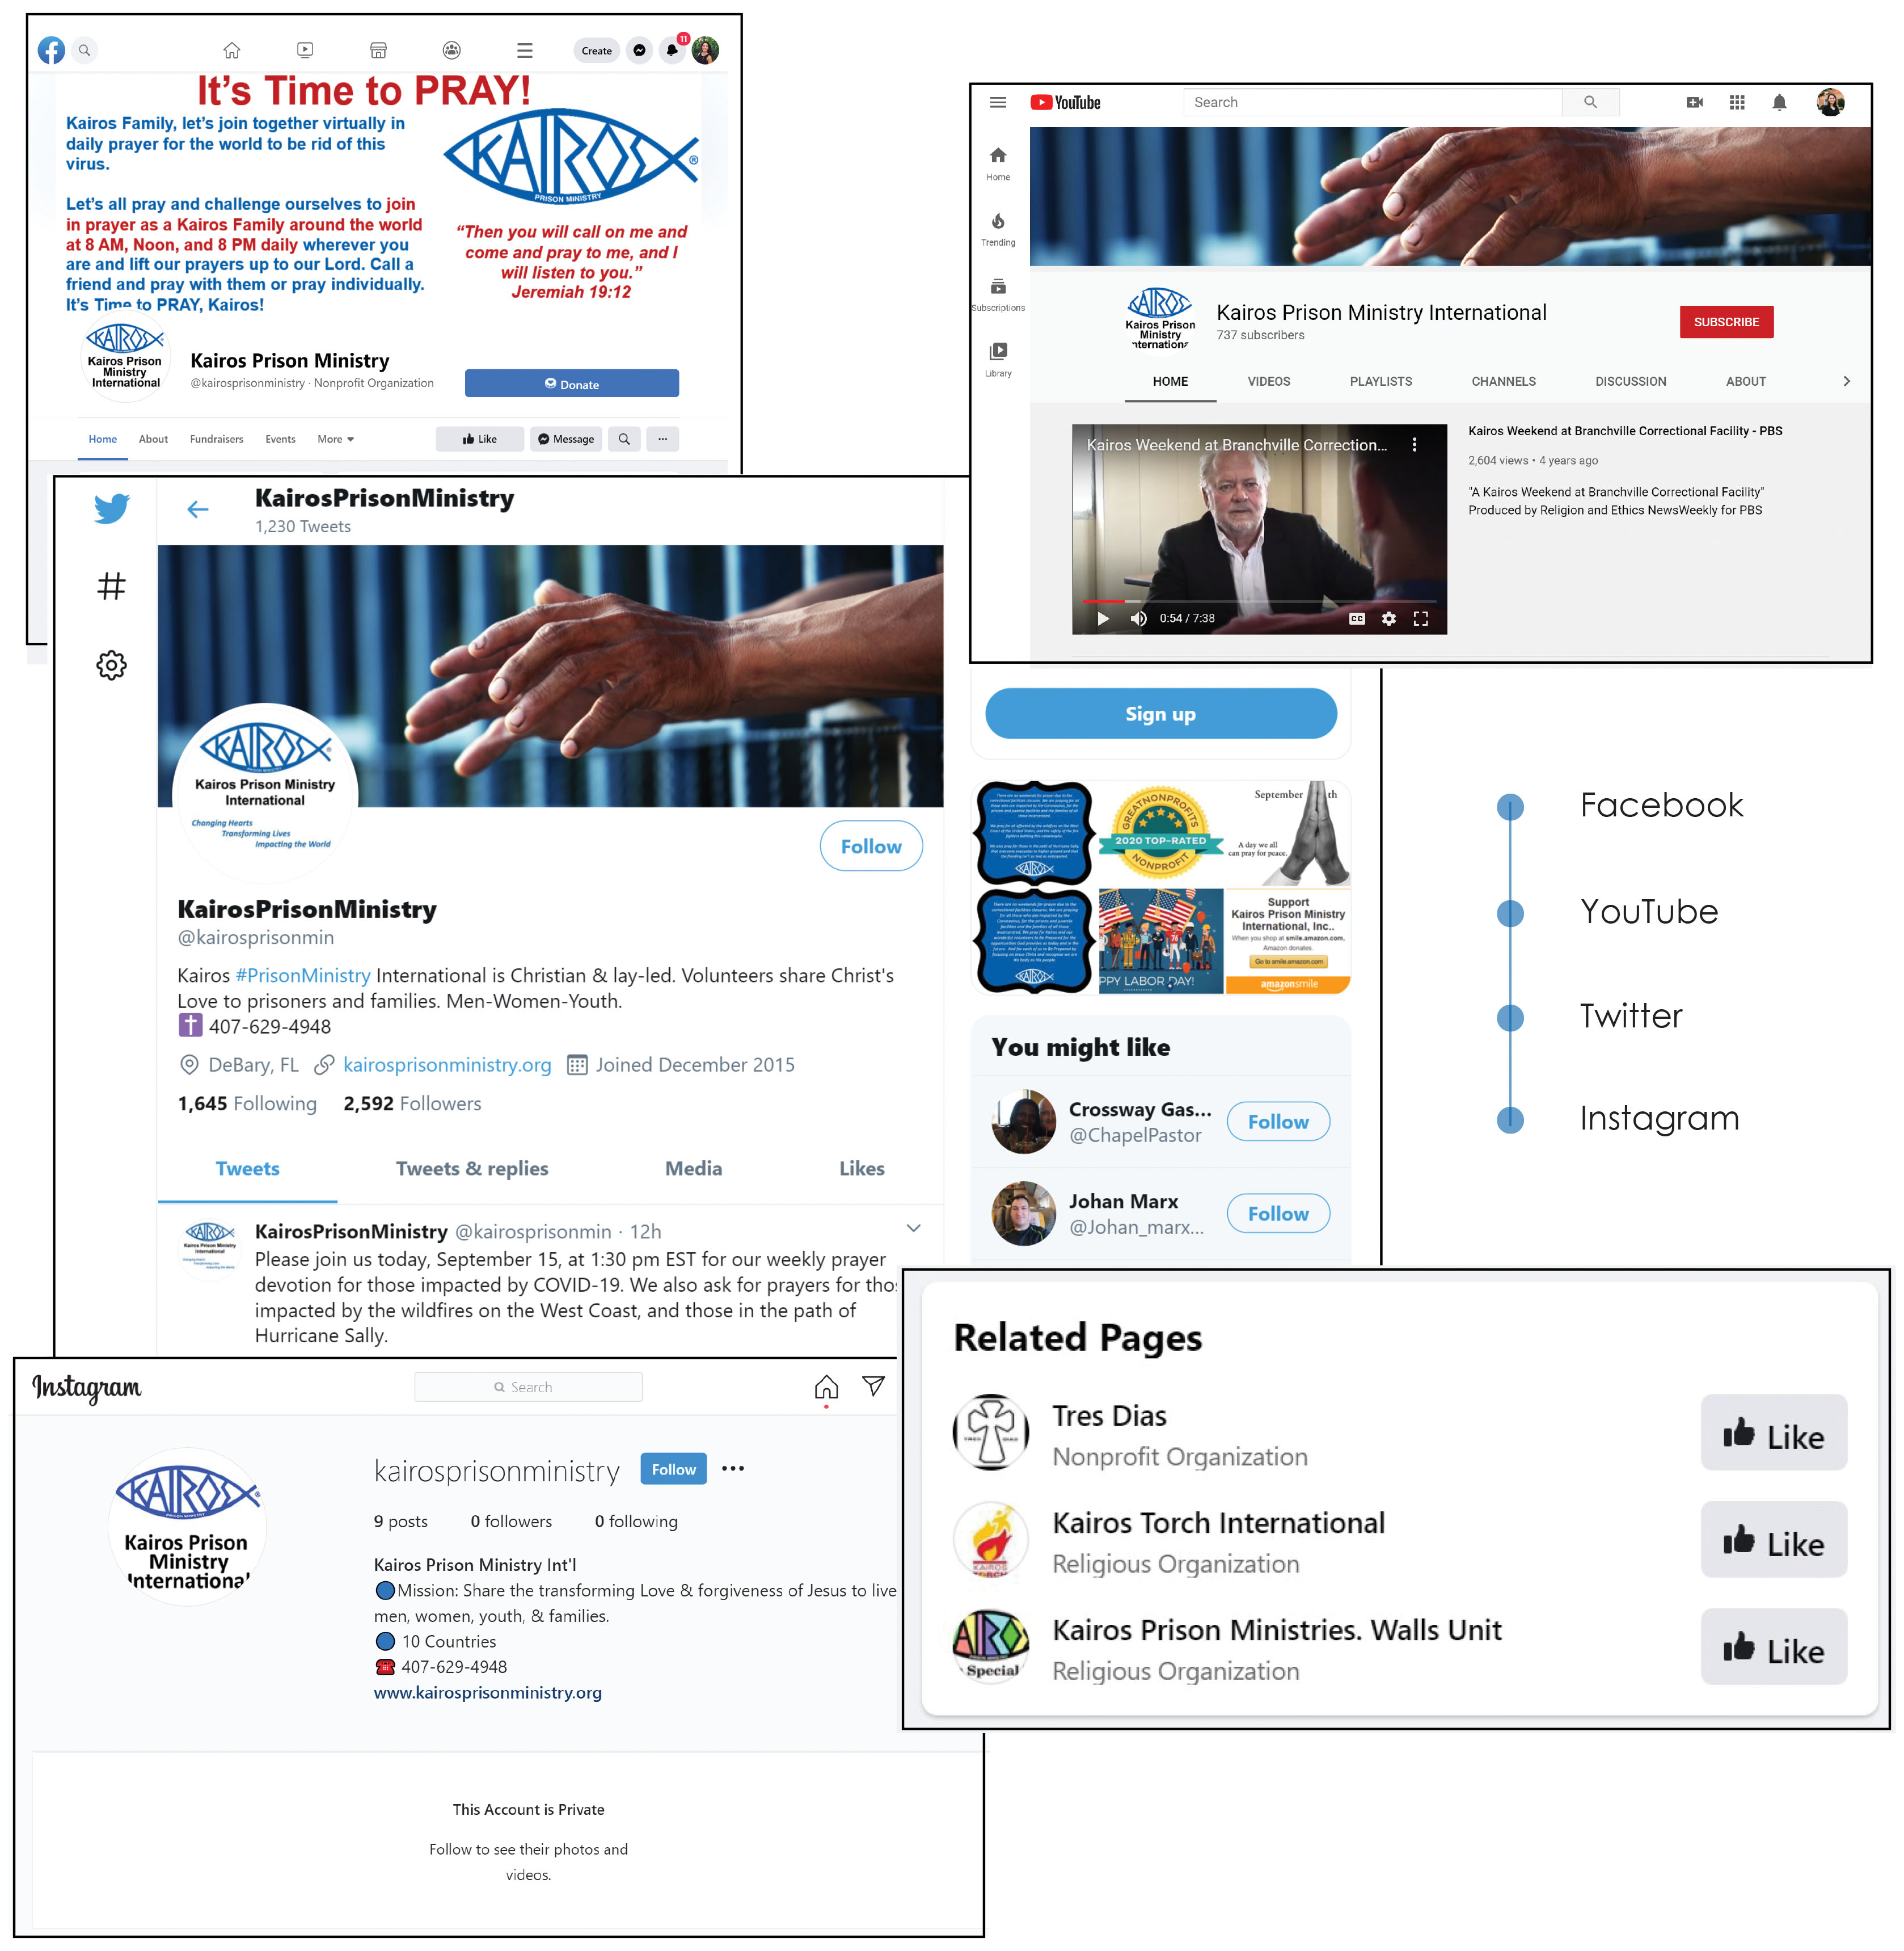 11
Create
It's Time to PRAY!
Kairos Family, let's join together virtually in
daily prayer for the world to be rid of this
virus.
Let's all pray and challenge ourselves to join
in prayer as a Kairos Family around the world
at 8 AM, Noon, and 8 PM daily wherever you
are and lift our prayers up to our Lord. Call a
friend and pray with them or pray individually.
It's Time to PRAY, Kairos!
KAIROS ®
PRISON MINISTRY
"Then you will call on me and
come and pray to me, and I
will listen to you."
Jeremiah 19:12
KAIROS
Kairos Prison
Ministry
International
Kairos Prison Ministry
@kairosprisonministry · Nonprofit Organization
Donate
Home About Fundraisers Events More
Like Message ...
YouTube
Search
Home
Trending
Subscriptions
Library
KAIROS
Kairos Prison
Ministry
International
Kairos Prison Ministry International
737 subscribers
SUBSCRIBE
HOME VIDEOS PLAYLISTS CHANNELS DISCUSSION ABOUT
Kairos Weekend at Branchville Correction...
0:54 / 7:38
CC
Kairos Weekend at Branchville Correctional Facility - PBS
2,604 views • 4 years ago
"A Kairos Weekend at Branchville Correctional Facility"
Produced by Religion and Ethics NewsWeekly for PBS
KairosPrisonMinistry
1,230 Tweets
KAIROS
Kairos Prison Ministry
International
Changing Hearts
Transforming Lives
Impacting the World
Follow
KairosPrisonMinistry
@kairosprisonmin
Kairos #PrisonMinistry International is Christian & lay-led. Volunteers share Christ's
Love to prisoners and families. Men-Women-Youth.
407-629-4948
DeBary, FL kairosprisonministry.org Joined December 2015
1,645 Following 2,592 Followers
Tweets Tweets & replies Media Likes
KairosPrisonMinistry @kairosprisonmin · 12h
Please join us today, September 15, at 1:30 pm EST for our weekly prayer
devotion for those impacted by COVID-19. We also ask for prayers for thos
impacted by the wildfires on the West Coast, and those in the path of
Hurricane Sally.
Sign up
KAIROS
GREATNONPROFITS
2020 TOP-RATED
NONPROFIT
September th
A day we all
can pray for peace.
KAIROS
PPY LABOR DAY!
Support
Kairos Prison Ministry
International, Inc..
When you shop at smile.amazon.com,
Amazon donates.
Go to smile.amazon.com
amazonsmile
You might like
Crossway Gas...
@ChapelPastor
Follow
Johan Marx
@Johan_marx...
Follow
Facebook
YouTube
Twitter
Instagram
Related Pages
Tres Dias
Nonprofit Organization
Like
Kairos Torch International
Religious Organization
Like
AIRO
Special
Kairos Prison Ministries. Walls Unit
Religious Organization
Like
Instagram
Search
KAIROS ®
Kairos Prison
Ministry
International
kairosprisonministry Follow ...
9 posts 0 followers 0 following
Kairos Prison Ministry Int'l
Mission: Share the transforming Love & forgiveness of Jesus to live
men, women, youth, & families.
10 Countries
407-629-4948
www.kairosprisonministry.org
This Account is Private
Follow to see their photos and
videos.